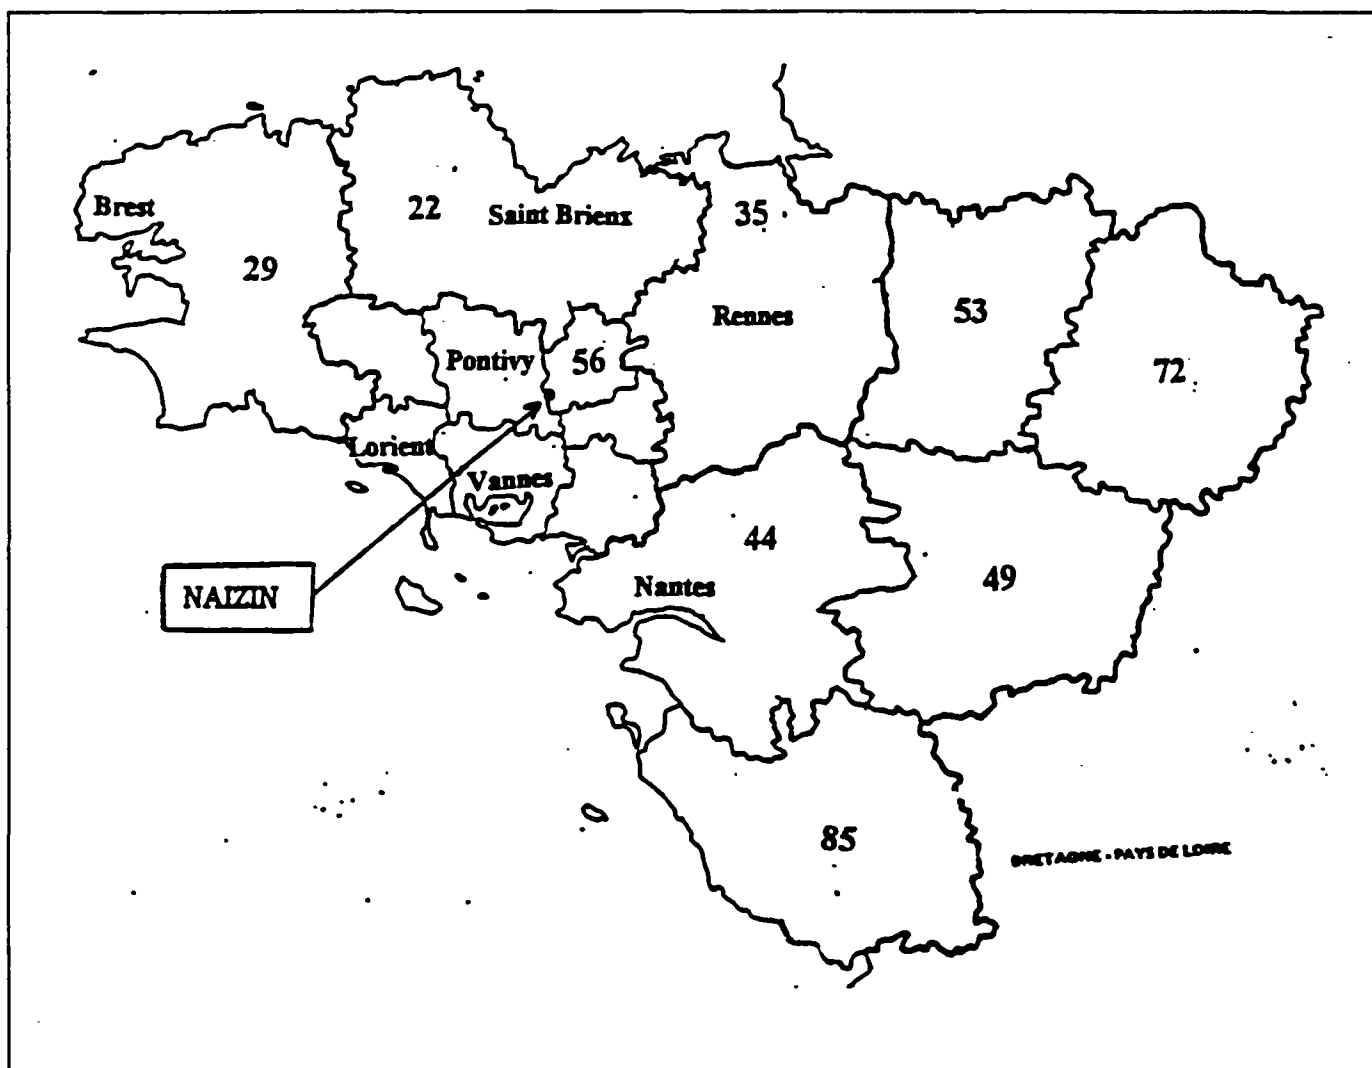 Brest
22
Saint Brieux
35
29
Rennes
53
Pontivy
56
72
Lorient
Vannes
44
49
NAIZIN
Nantes
85
BRETAGNE - PAYS DE LOIRE